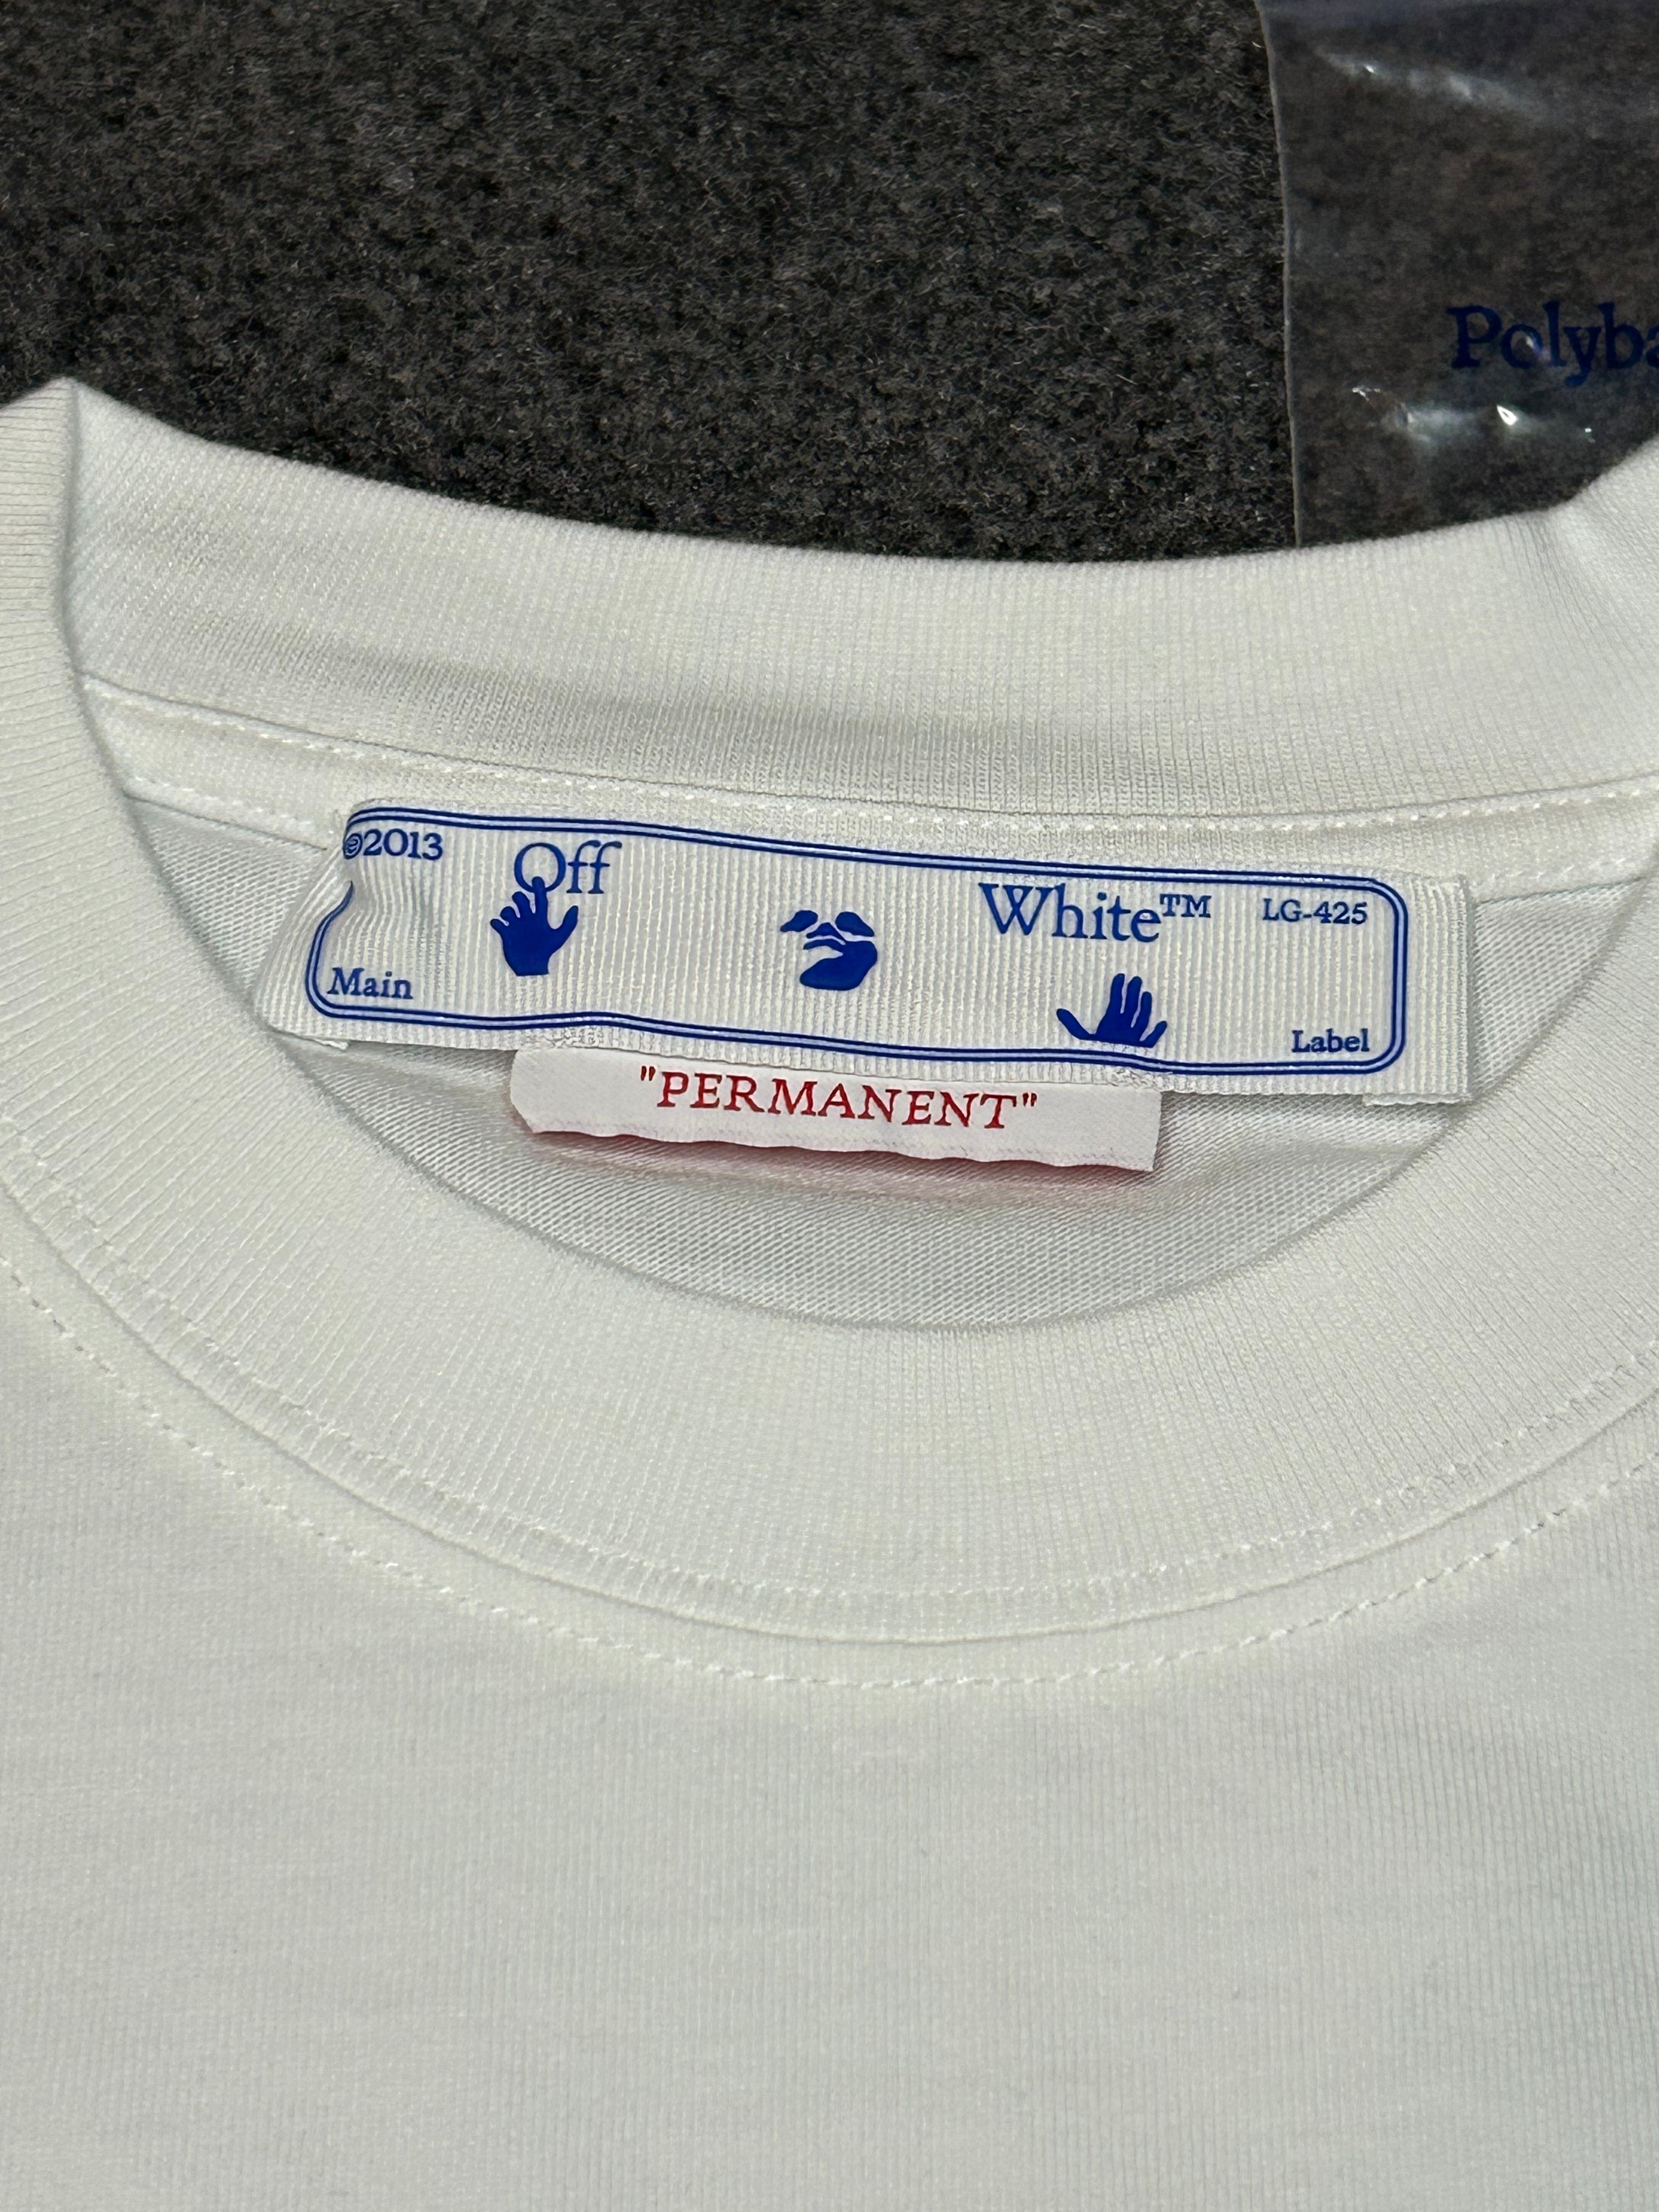 Polyba
©2013 Off White™ LG-425
Main Label
"PERMANENT"